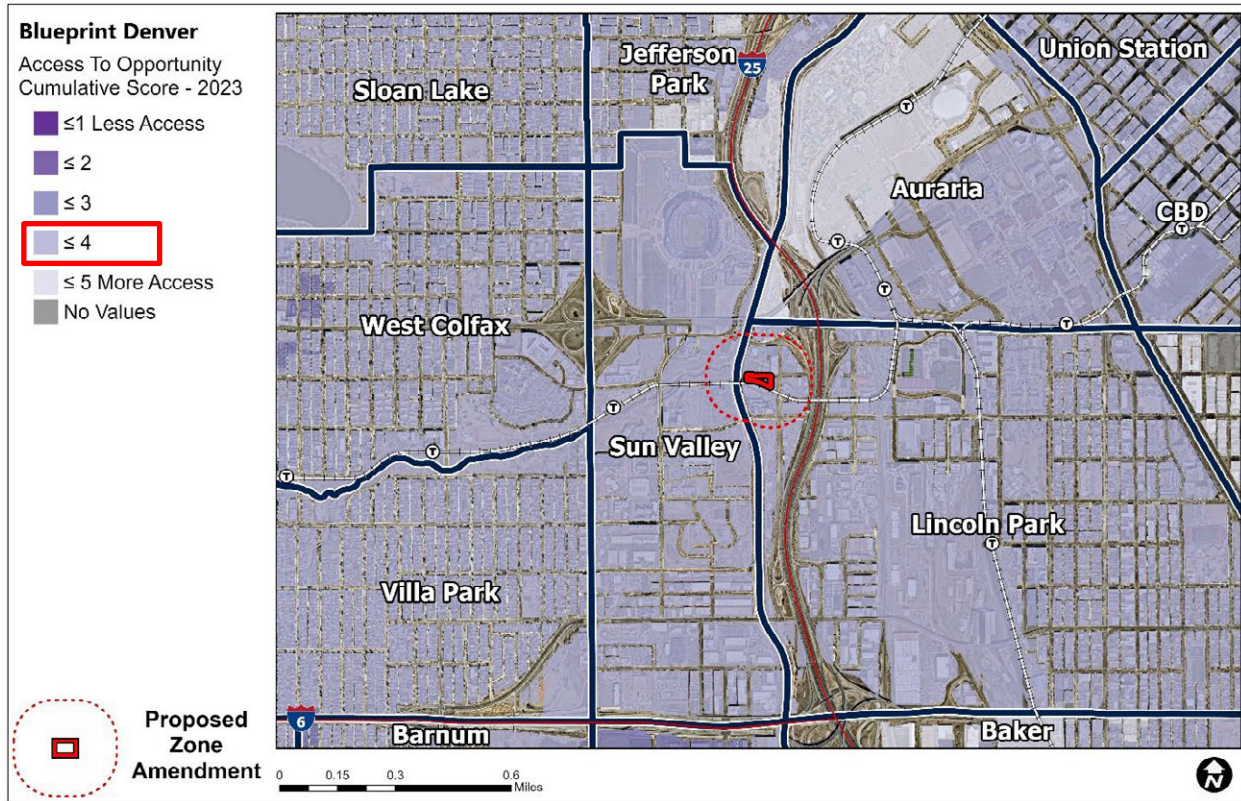 Blueprint Denver
Access To Opportunity
Cumulative Score - 2023
≤1 Less Access
≤ 2
≤ 3
≤ 4
≤ 5 More Access
No Values
Proposed
Zone
Amendment
Jefferson
Park
25
Union Station
Sloan Lake
T
Auraria
CBD
T
T
T
T
West Colfax
T
T
T
Sun Valley
Lincoln Park
T
Villa Park
6
Barnum
Baker
0 0.15 0.3 0.6
Miles
N